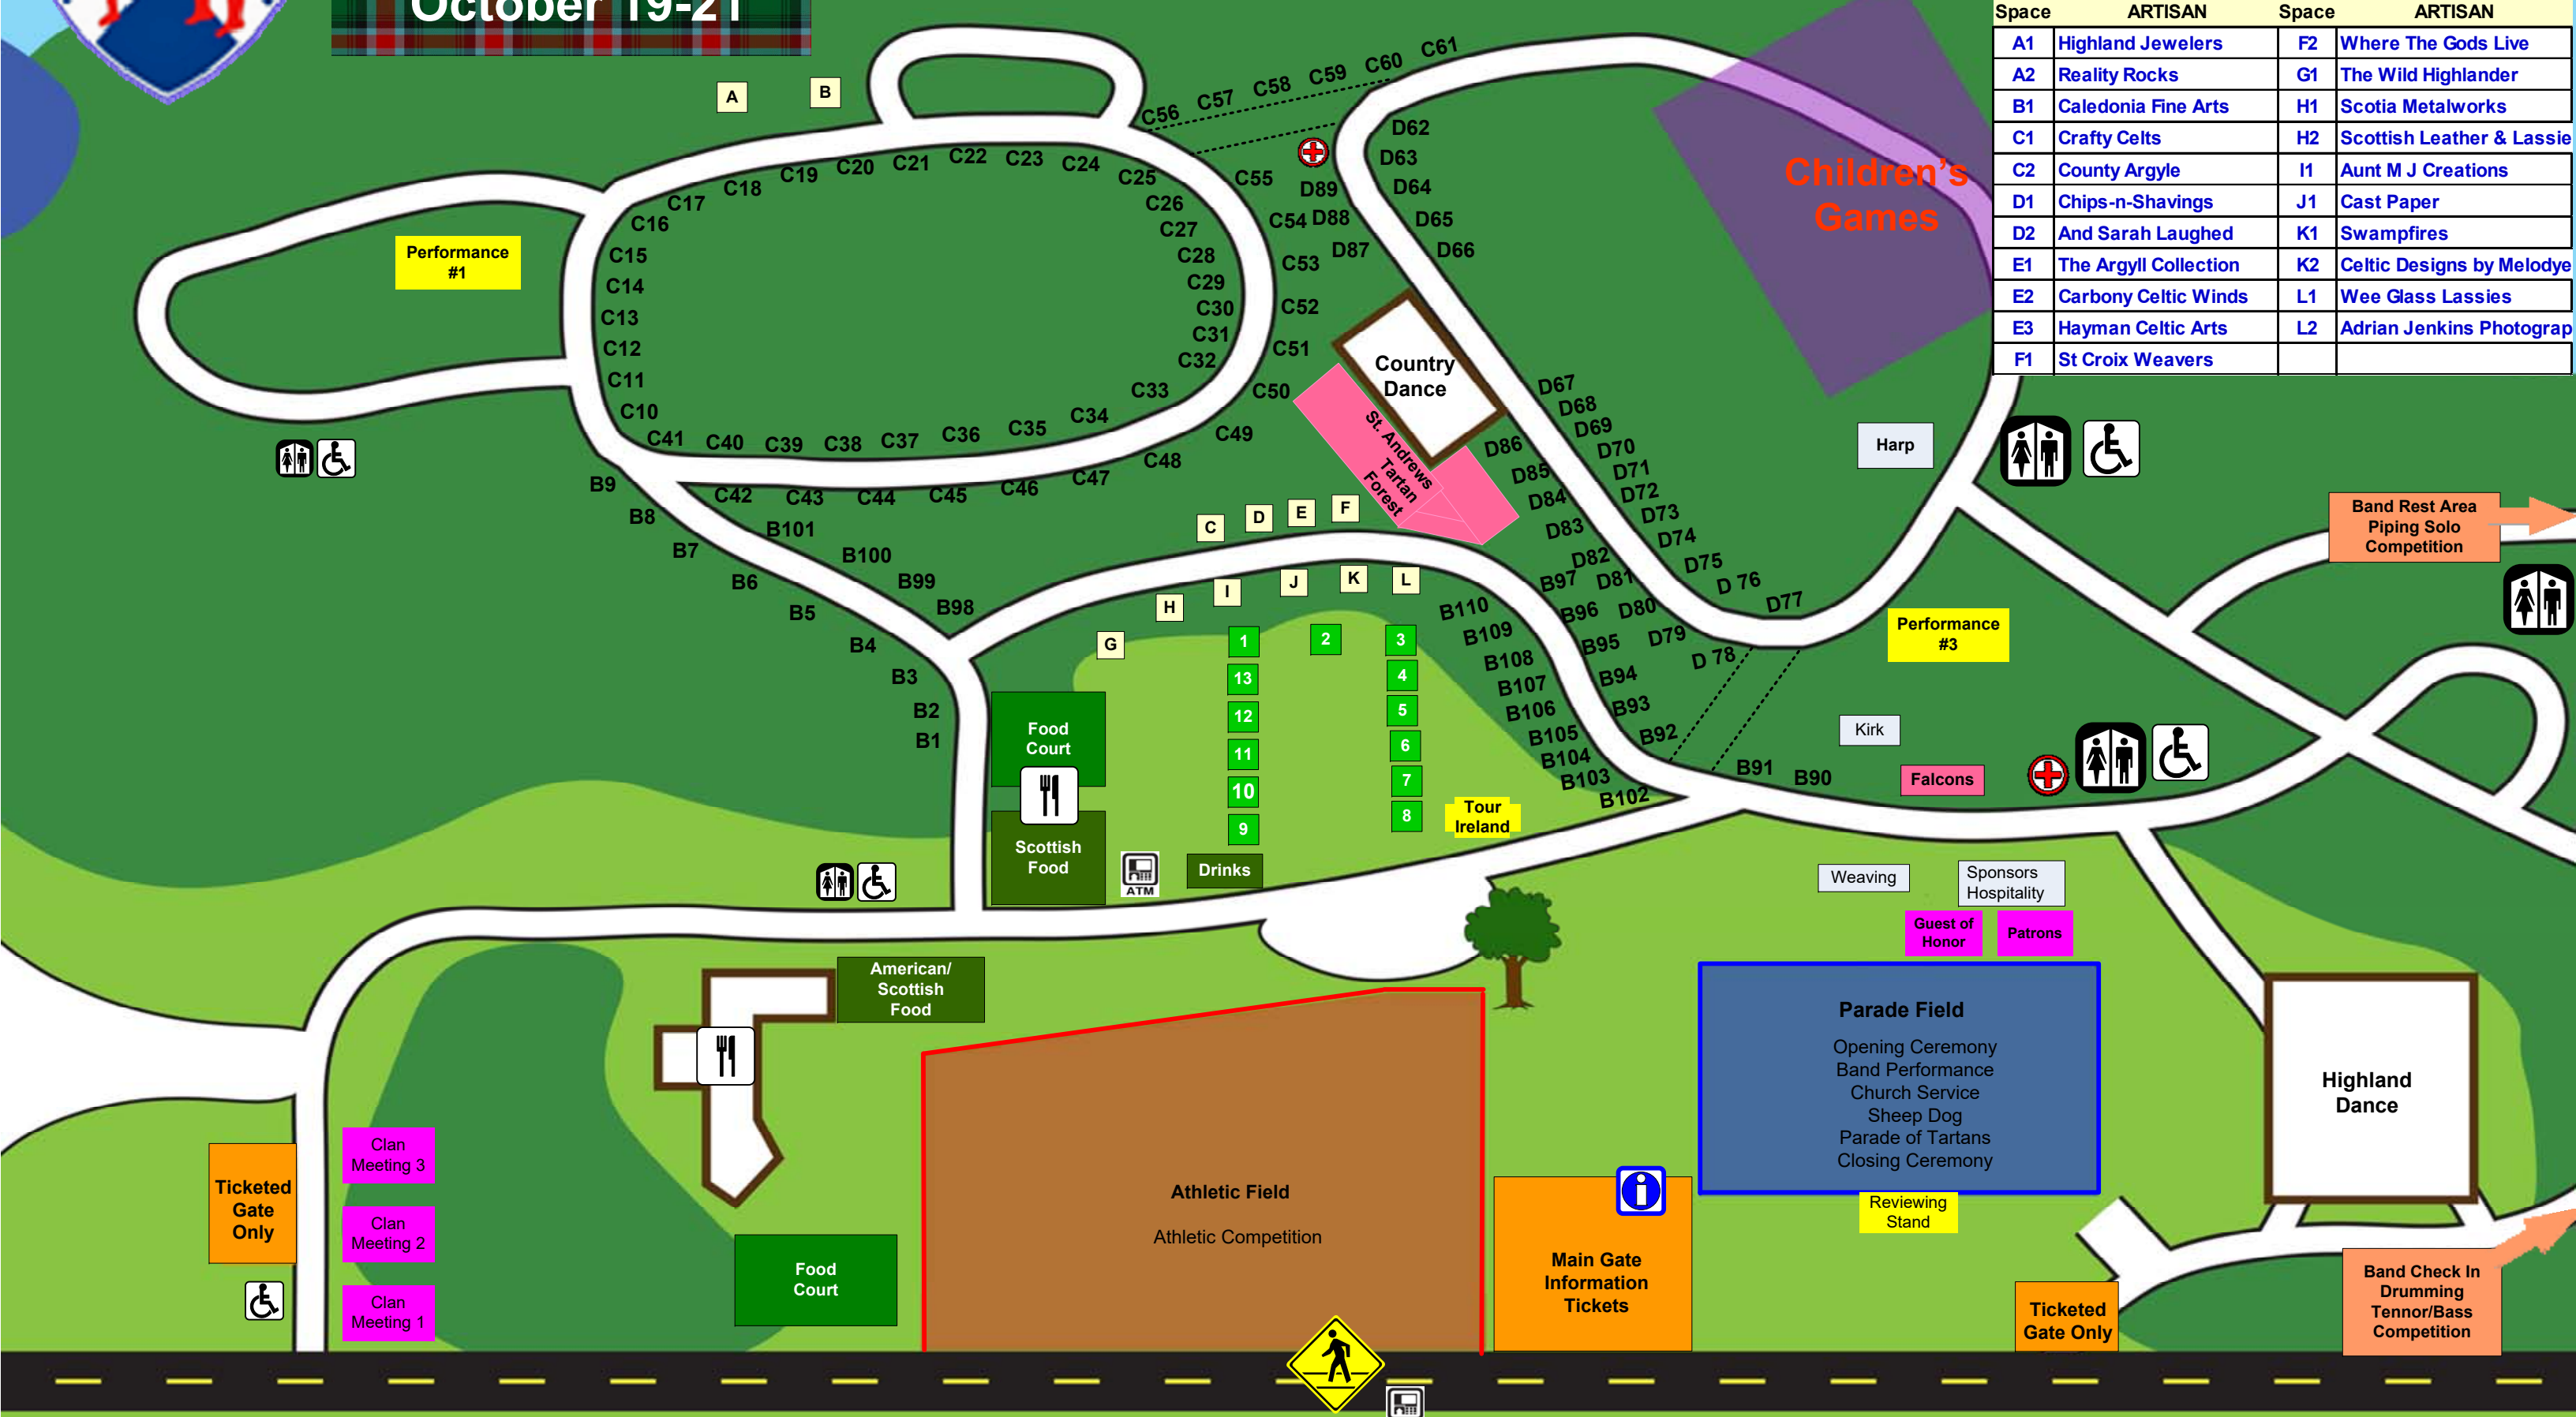 October 19-21
Space ARTISAN Space ARTISAN
A1 Highland Jewelers F2 Where The Gods Live
A2 Reality Rocks G1 The Wild Highlander
B1 Caledonia Fine Arts H1 Scotia Metalworks
C1 Crafty Celts H2 Scottish Leather & Lassie
C2 County Argyle I1 Aunt M J Creations
D1 Chips-n-Shavings J1 Cast Paper
D2 And Sarah Laughed K1 Swampfires
E1 The Argyll Collection K2 Celtic Designs by Melodye
E2 Carbony Celtic Winds L1 Wee Glass Lassies
E3 Hayman Celtic Arts L2 Adrian Jenkins Photograp
F1 St Croix Weavers
A
B
C56
C57
C58
C59
C60
C61
C10
C11
C12
C13
C14
C15
C16
C17
C18
C19
C20
C21
C22
C23
C24
C25
C26
C27
C28
C29
C30
C31
C32
C33
C34
C35
C36
C37
C38
C39
C40
C41
C42
C43
C44
C45
C46
C47
C48
C49
C50
C51
C52
C53
C54
C55
D89
D88
D87
D62
D63
D64
D65
D66
Children's
Games
Performance
#1
Country
Dance
St. Andrews
Tartan
Forest
D67
D68
D69
D70
D71
D72
D73
D74
D75
D 76
D77
D 78
D79
D80
D81
D82
D83
D84
D85
D86
Harp
Band Rest Area
Piping Solo
Competition
B9
B8
B7
B6
B5
B4
B3
B2
B1
B101
B100
B99
B98
C
D
E
F
G
H
I
J
K
L
B97
B96
B95
B94
B93
B92
B91
B90
B110
B109
B108
B107
B106
B105
B104
B103
B102
Performance
#3
1
2
3
13
4
12
5
11
6
10
7
9
8
Food
Court
Scottish
Food
ATM
Drinks
Tour
Ireland
Kirk
Falcons
Weaving
Sponsors
Hospitality
Guest of
Honor
Patrons
American/
Scottish
Food
Parade Field
Opening Ceremony
Band Performance
Church Service
Sheep Dog
Parade of Tartans
Closing Ceremony
Reviewing
Stand
Highland
Dance
Clan
Meeting 3
Clan
Meeting 2
Clan
Meeting 1
Ticketed
Gate
Only
Food
Court
Athletic Field
Athletic Competition
Main Gate
Information
Tickets
Ticketed
Gate Only
Band Check In
Drumming
Tennor/Bass
Competition